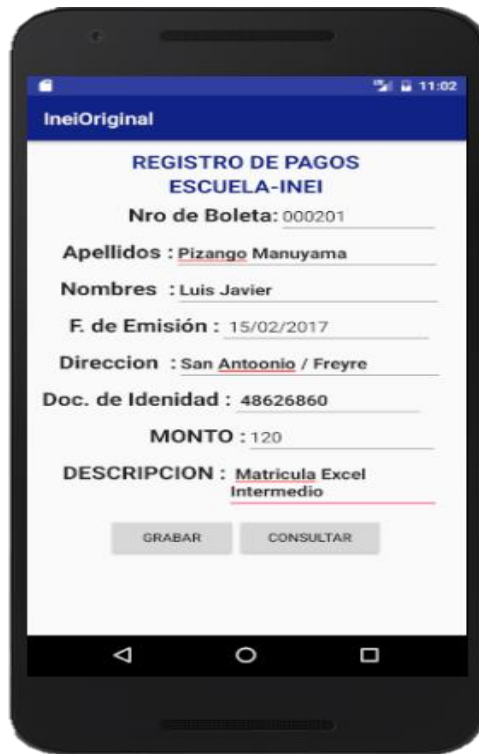 11:02
IneiOriginal
REGISTRO DE PAGOS
ESCUELA-INEI
Nro de Boleta: 000201
Apellidos : Pizango Manuyama
Nombres : Luis Javier
F. de Emisión : 15/02/2017
Direccion : San Antoonio / Freyre
Doc. de Idenidad : 48626860
MONTO : 120
DESCRIPCION : Matricula Excel
Intermedio
GRABAR CONSULTAR